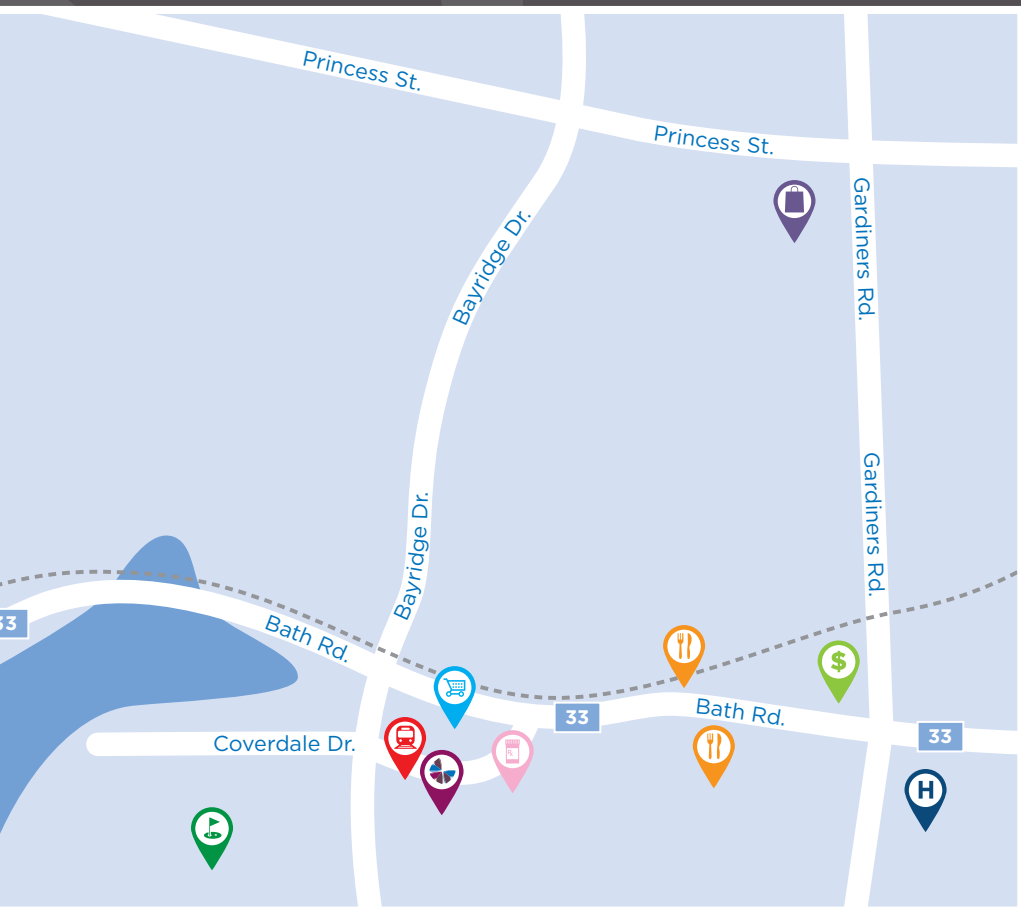 Princess St.
Princess St.
Gardiners Rd.
Bayridge Dr.
Gardiners Rd.
Bayridge Dr.
33
Bath Rd.
$
33
Bath Rd.
33
Coverdale Dr.
H